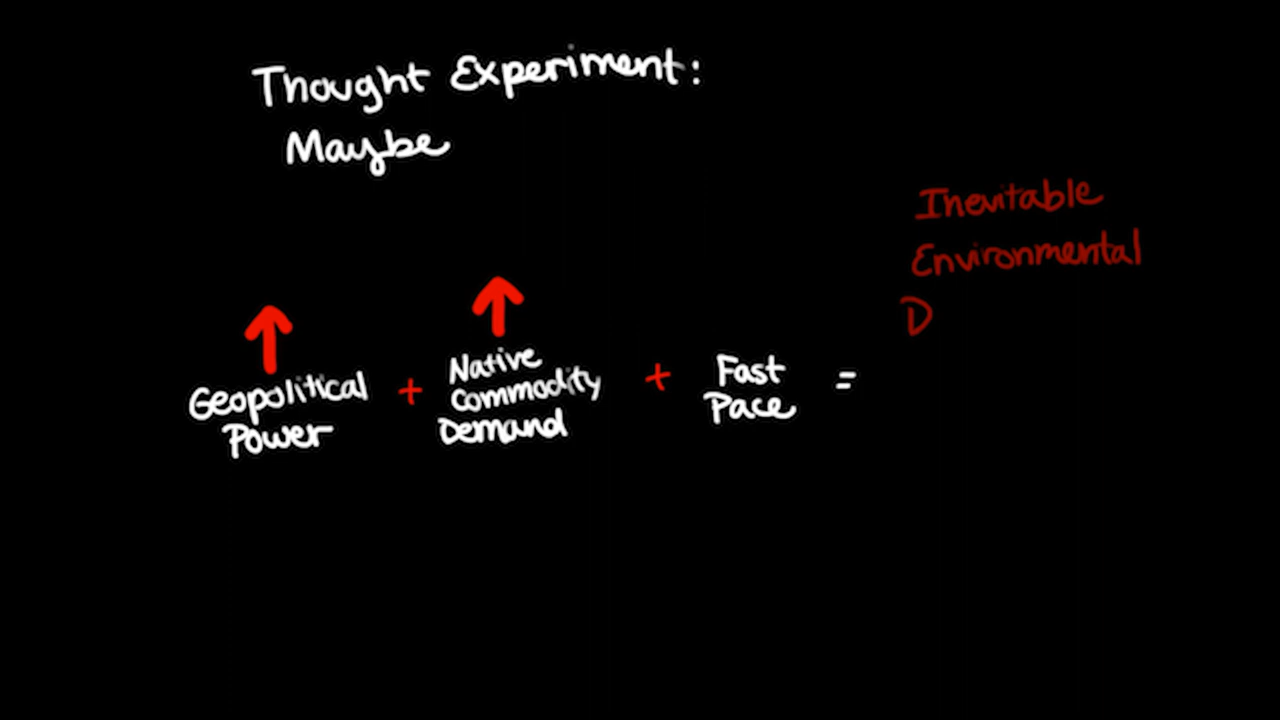 Thought Experiment:
Maybe
Geopolitical
Power
+
Native
Commodity
Demand
+
Fast
Pace
=
Inevitable
Environmental
D